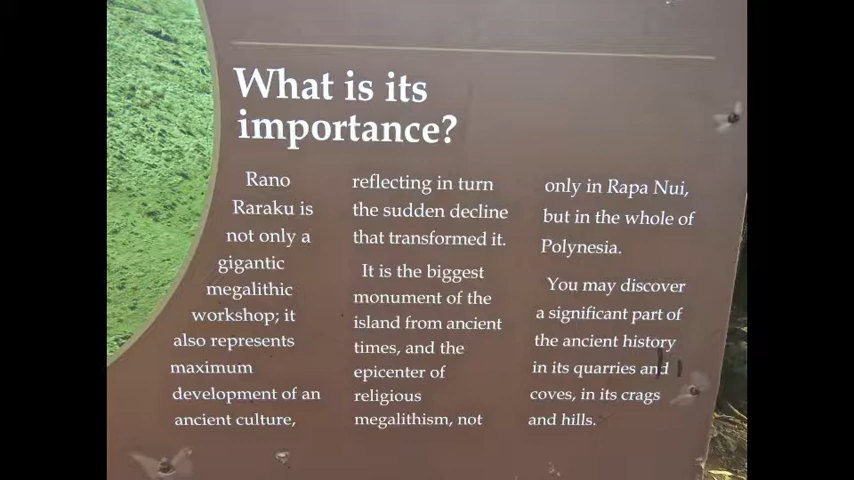 What is its
importance?
Rano
Raraku is
not only a
gigantic
megalithic
workshop; it
also represents
maximum
development of an
ancient culture,
reflecting in turn
the sudden decline
that transformed it.
It is the biggest
monument of the
island from ancient
times, and the
epicenter of
religious
megalithism, not
only in Rapa Nui,
but in the whole of
Polynesia.
You may discover
a significant part of
the ancient history
in its quarries and
coves, in its crags
and hills.